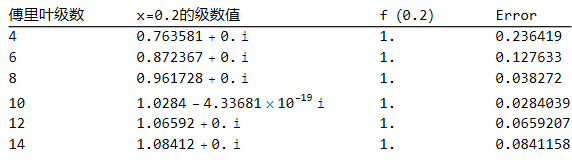 傅里叶级数 x=0.2的级数值 f (0.2) Error
4 0.763581 + 0. i 1. 0.236419
6 0.872367 + 0. i 1. 0.127633
8 0.961728 + 0. i 1. 0.038272
10 1.0284 - 4.33681 × 10⁻¹⁹ i 1. 0.0284039
12 1.06592 + 0. i 1. 0.0659207
14 1.08412 + 0. i 1. 0.0841158